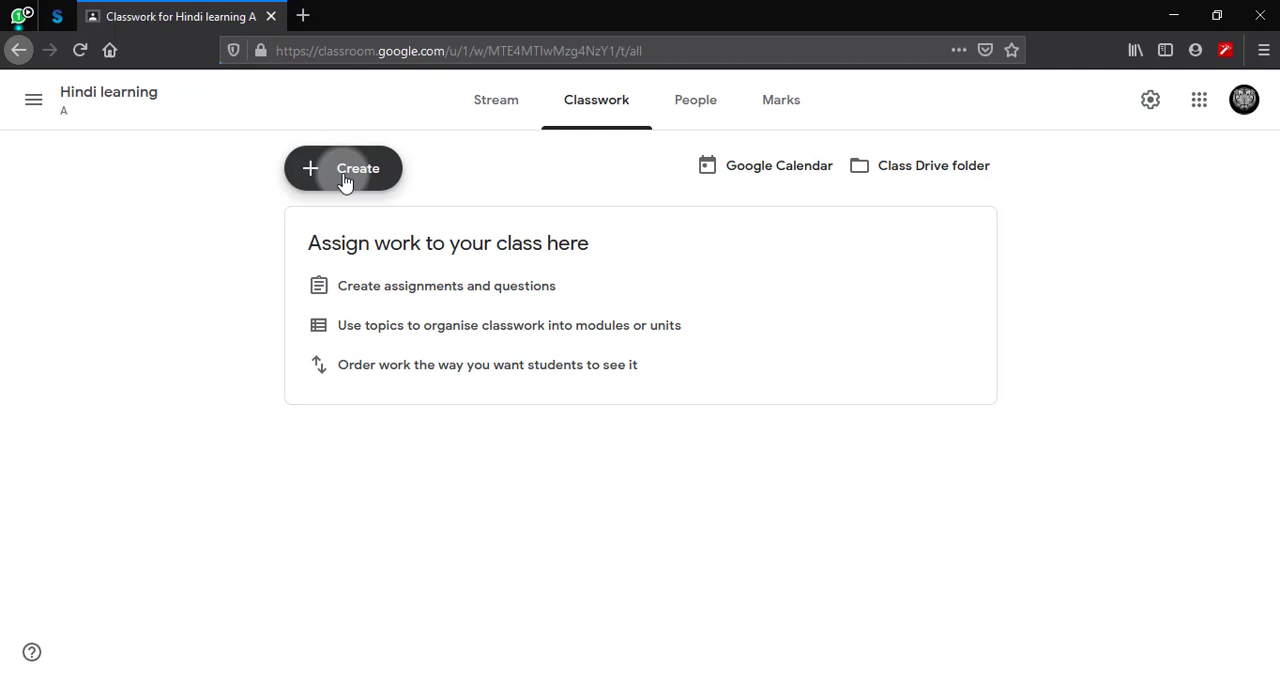 Classwork for Hindi learning A
https://classroom.google.com/u/1/w/MTE4MTIwMzg4NzY1/t/all
Hindi learning
A
Stream
Classwork
People
Marks
Create
Google Calendar
Class Drive folder
Assign work to your class here
Create assignments and questions
Use topics to organise classwork into modules or units
Order work the way you want students to see it